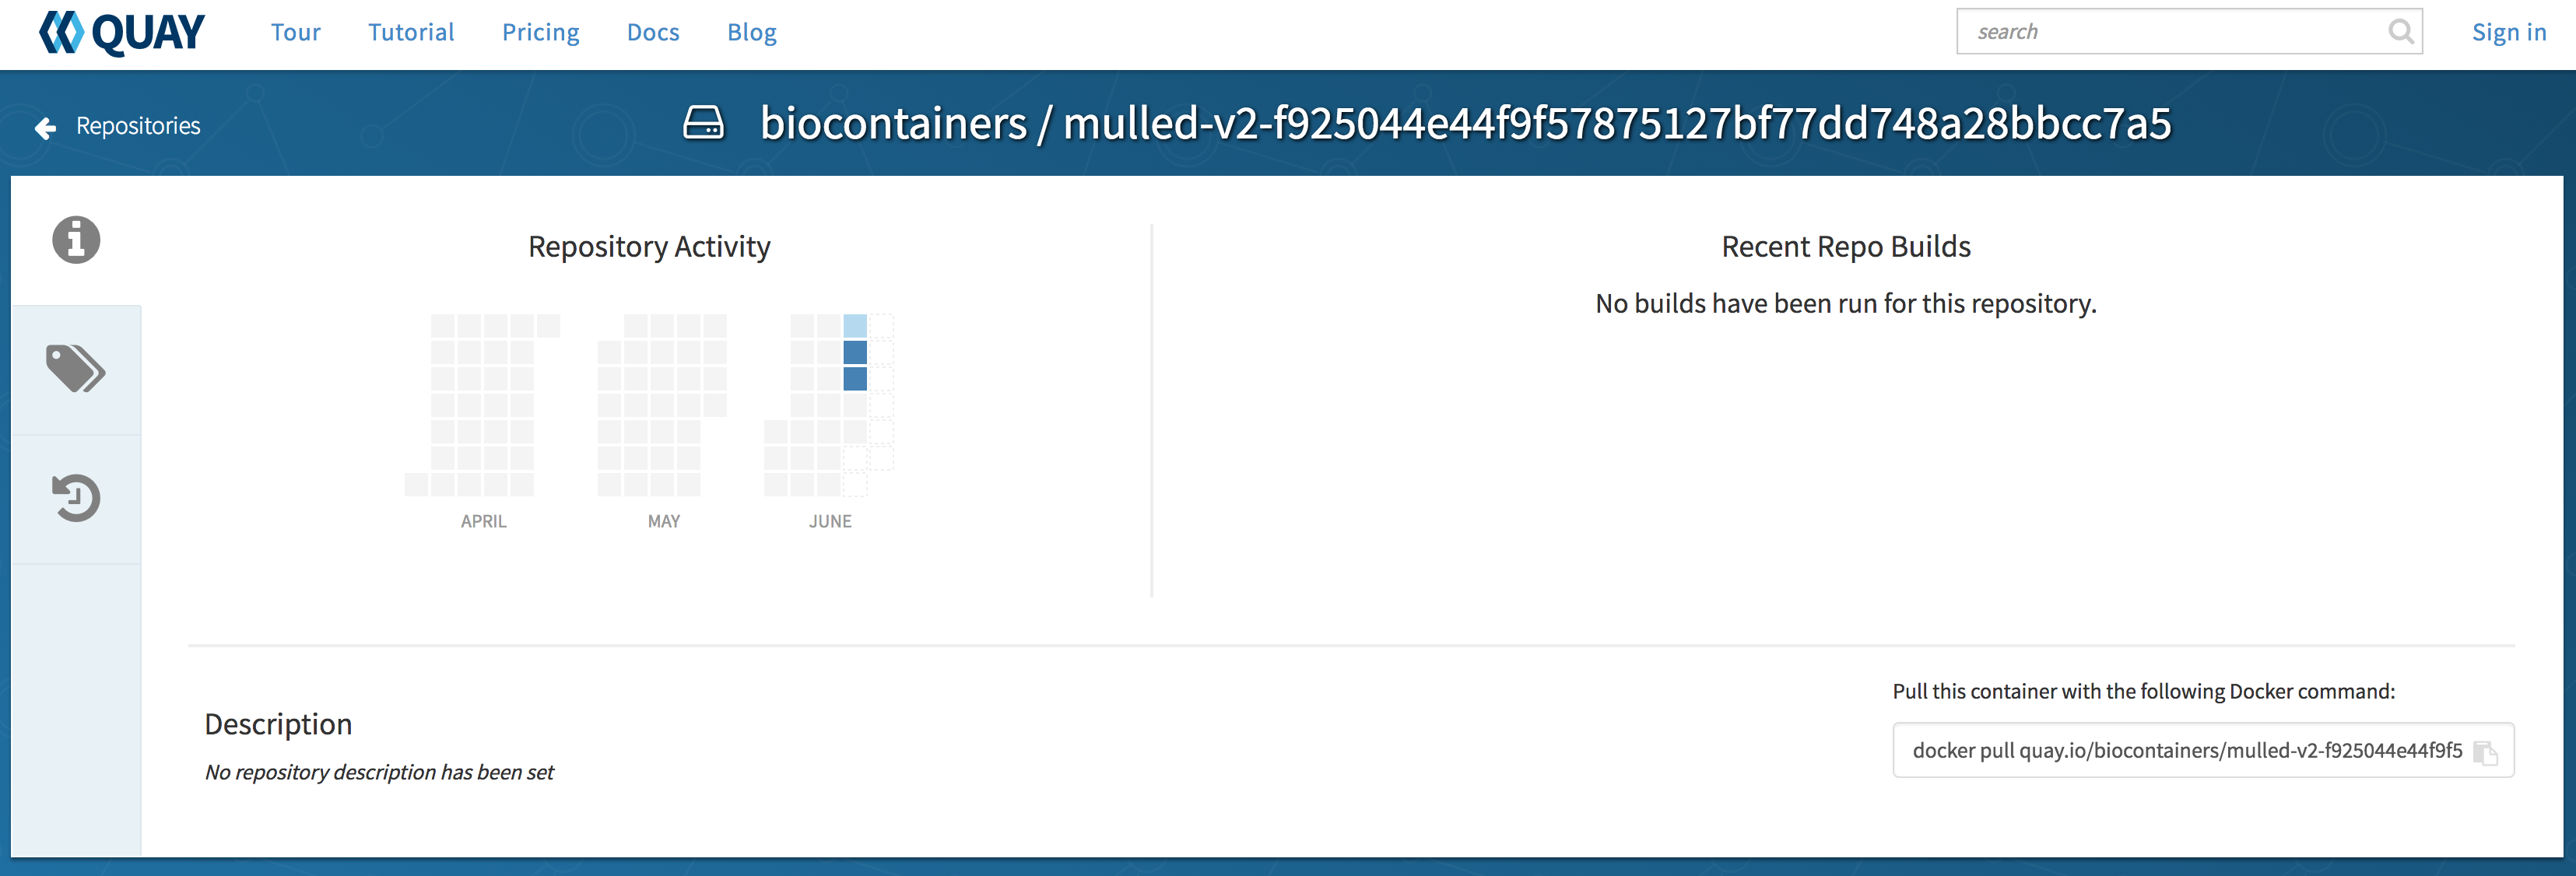 QUAY Tour Tutorial Pricing Docs Blog search Sign in
Repositories
biocontainers / mulled-v2-f925044e44f9f57875127bf77dd748a28bbcc7a5
Repository Activity
APRIL MAY JUNE
Recent Repo Builds
No builds have been run for this repository.
Description
No repository description has been set
Pull this container with the following Docker command:
docker pull quay.io/biocontainers/mulled-v2-f925044e44f9f5